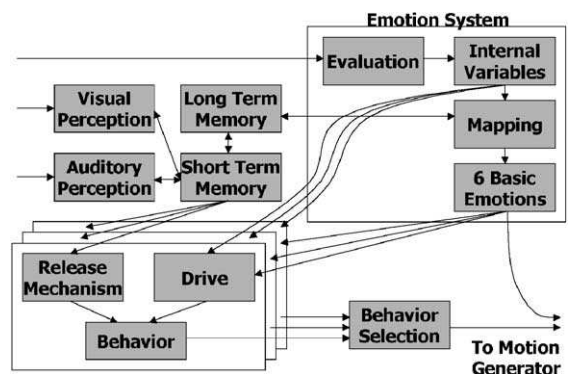 Emotion System
Evaluation
Internal
Variables
Visual
Perception
Long Term
Memory
Mapping
Auditory
Perception
Short Term
Memory
6 Basic
Emotions
Release
Mechanism
Drive
Behavior
Behavior
Selection
To Motion
Generator